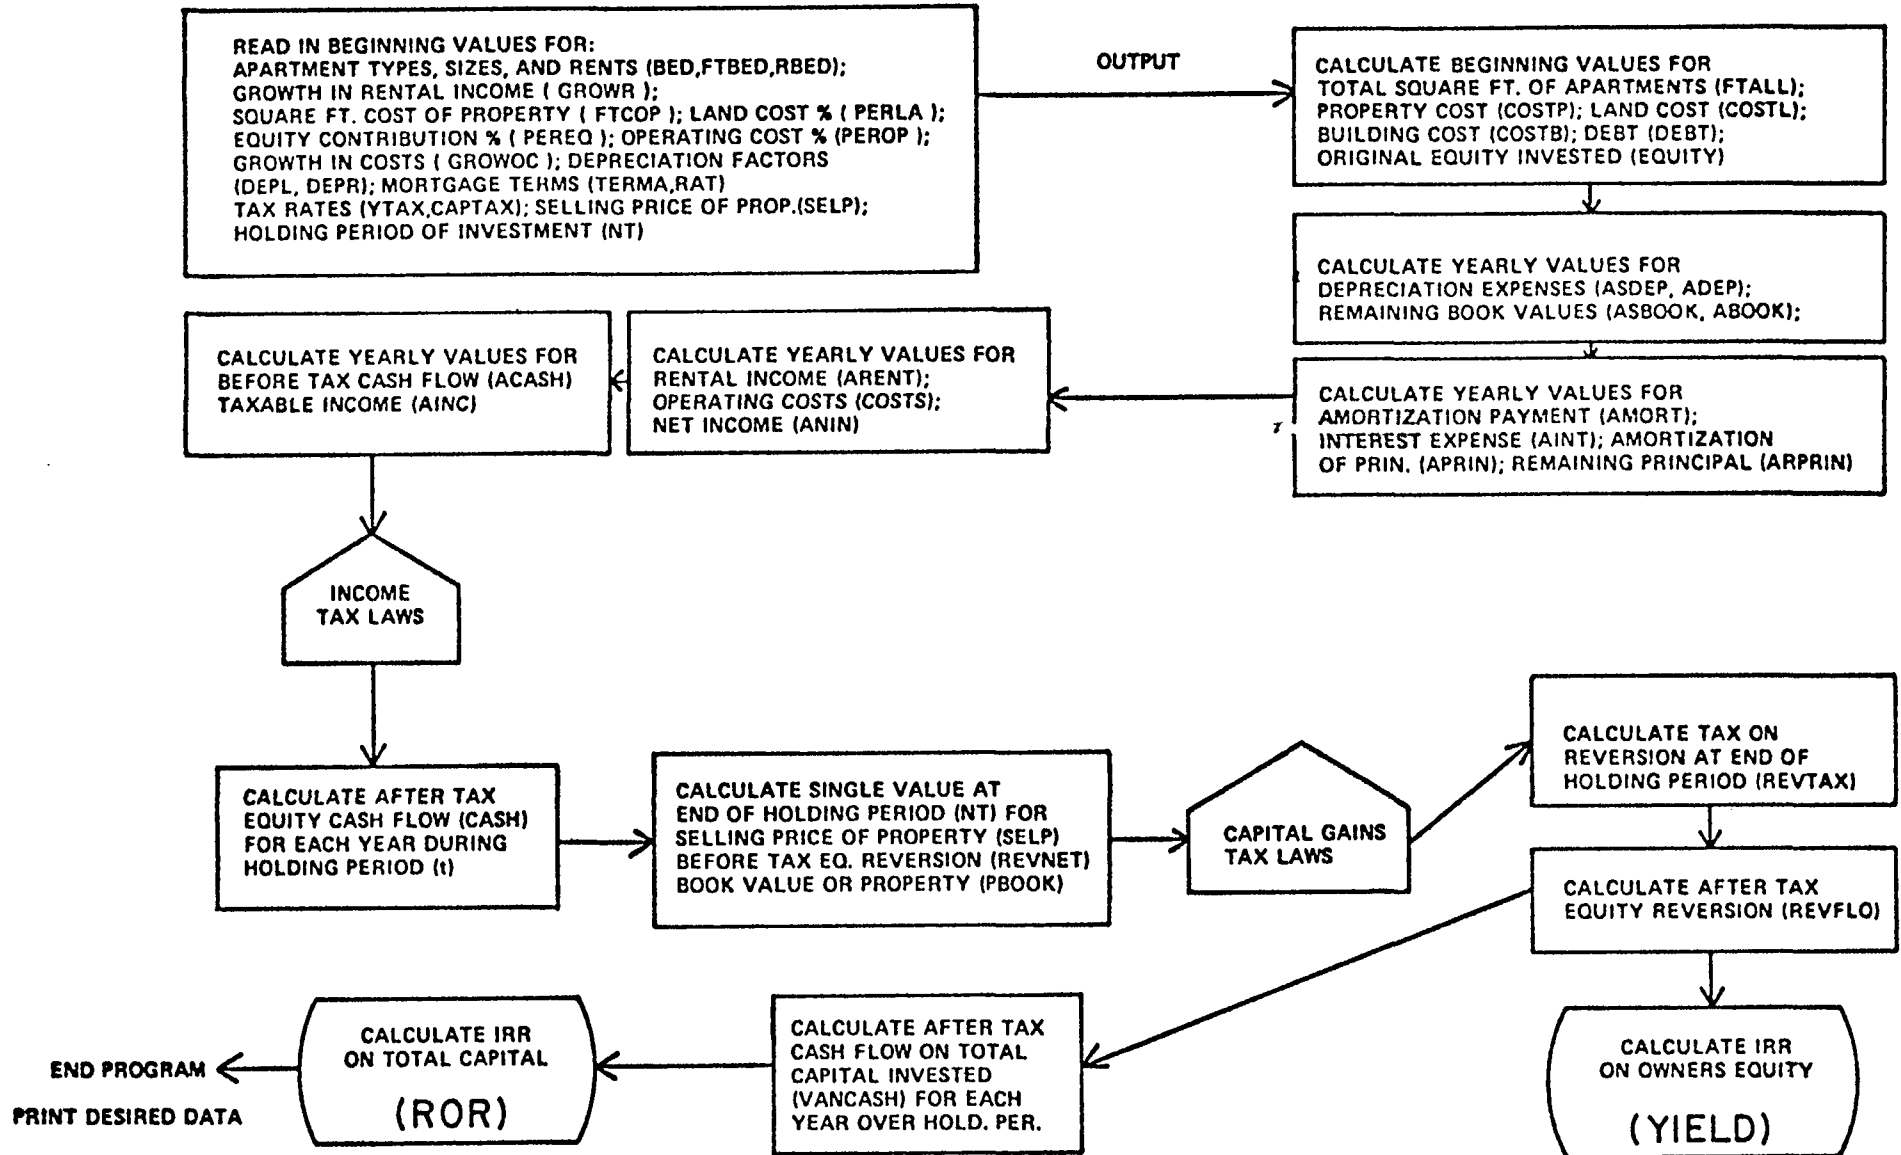 READ IN BEGINNING VALUES FOR:
APARTMENT TYPES, SIZES, AND RENTS (BED,FTBED,RBED);
GROWTH IN RENTAL INCOME ( GROWR );
SQUARE FT. COST OF PROPERTY ( FTCOP ); LAND COST % ( PERLA );
EQUITY CONTRIBUTION % ( PEREQ ); OPERATING COST % (PEROP );
GROWTH IN COSTS ( GROWOC ); DEPRECIATION FACTORS
(DEPL, DEPR); MORTGAGE TERMS (TERMA,RAT)
TAX RATES (YTAX,CAPTAX); SELLING PRICE OF PROP.(SELP);
HOLDING PERIOD OF INVESTMENT (NT)
OUTPUT
CALCULATE BEGINNING VALUES FOR
TOTAL SQUARE FT. OF APARTMENTS (FTALL);
PROPERTY COST (COSTP); LAND COST (COSTL);
BUILDING COST (COSTB); DEBT (DEBT);
ORIGINAL EQUITY INVESTED (EQUITY)
CALCULATE YEARLY VALUES FOR
DEPRECIATION EXPENSES (ASDEP, ADEP);
REMAINING BOOK VALUES (ASBOOK, ABOOK);
CALCULATE YEARLY VALUES FOR
AMORTIZATION PAYMENT (AMORT);
INTEREST EXPENSE (AINT); AMORTIZATION
OF PRIN. (APRIN); REMAINING PRINCIPAL (ARPRIN)
CALCULATE YEARLY VALUES FOR
RENTAL INCOME (ARENT);
OPERATING COSTS (COSTS);
NET INCOME (ANIN)
CALCULATE YEARLY VALUES FOR
BEFORE TAX CASH FLOW (ACASH)
TAXABLE INCOME (AINC)
INCOME
TAX LAWS
CALCULATE AFTER TAX
EQUITY CASH FLOW (CASH)
FOR EACH YEAR DURING
HOLDING PERIOD (t)
CALCULATE SINGLE VALUE AT
END OF HOLDING PERIOD (NT) FOR
SELLING PRICE OF PROPERTY (SELP)
BEFORE TAX EQ. REVERSION (REVNET)
BOOK VALUE OR PROPERTY (PBOOK)
CAPITAL GAINS
TAX LAWS
CALCULATE TAX ON
REVERSION AT END OF
HOLDING PERIOD (REVTAX)
CALCULATE AFTER TAX
EQUITY REVERSION (REVFLO)
CALCULATE IRR
ON OWNERS EQUITY
(YIELD)
CALCULATE AFTER TAX
CASH FLOW ON TOTAL
CAPITAL INVESTED
(VANCASH) FOR EACH
YEAR OVER HOLD. PER.
CALCULATE IRR
ON TOTAL CAPITAL
(ROR)
END PROGRAM
PRINT DESIRED DATA